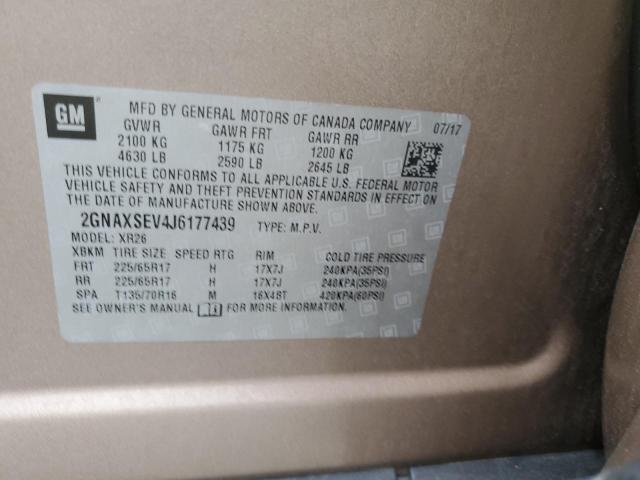 GM
MFD BY GENERAL MOTORS OF CANADA COMPANY 07/17
GVWR GAWR FRT GAWR RR
2100 KG 1175 KG 1200 KG
4630 LB 2590 LB 2645 LB
THIS VEHICLE CONFORMS TO ALL APPLICABLE U.S. FEDERAL MOTOR
VEHICLE SAFETY AND THEFT PREVENTION STANDARDS IN EFFECT ON
THE DATE OF MANUFACTURE SHOWN ABOVE.
2GNAXSEV4J6177439 TYPE: M.P.V.
MODEL: XR26
XBKM TIRE SIZE SPEED RTG RIM COLD TIRE PRESSURE
FRT 225/65R17 H 17X7J 240KPA(35PSI)
RR 225/65R17 H 17X7J 240KPA(35PSI)
SPA T135/70R16 M 16X4BT 420KPA(60PSI)
SEE OWNER'S MANUAL FOR MORE INFORMATION.